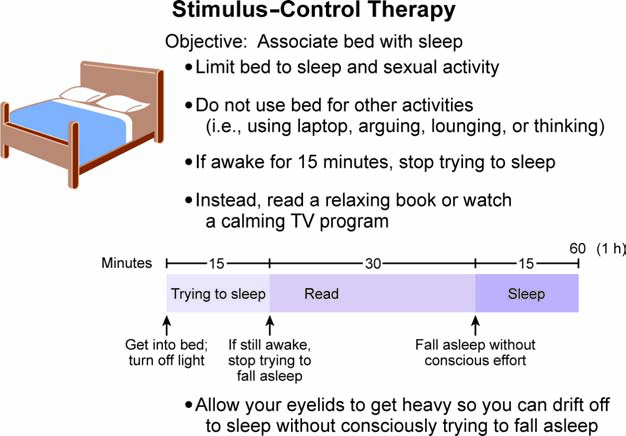 Stimulus–Control Therapy
Objective: Associate bed with sleep
• Limit bed to sleep and sexual activity
• Do not use bed for other activities
(i.e., using laptop, arguing, lounging, or thinking)
• If awake for 15 minutes, stop trying to sleep
• Instead, read a relaxing book or watch
a calming TV program
60 (1 h)
Minutes 15 30 15
Trying to sleep Read Sleep
Get into bed;
turn off light
If still awake,
stop trying to
fall asleep
Fall asleep without
conscious effort
• Allow your eyelids to get heavy so you can drift off
to sleep without consciously trying to fall asleep